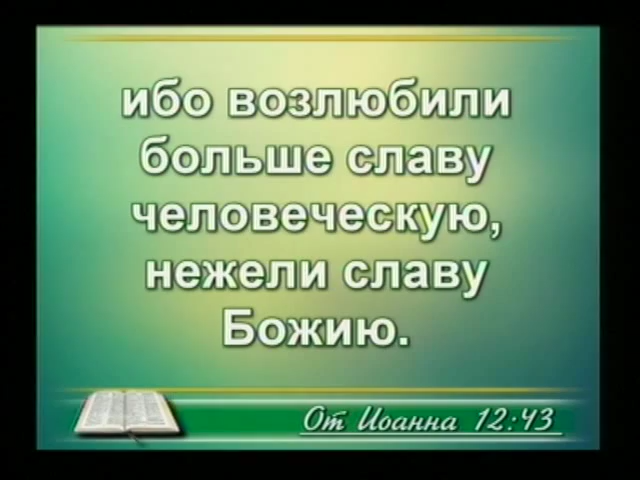 ибо возлюбили
больше славу
человеческую,
нежели славу
Божию.
От Иоанна 12:43